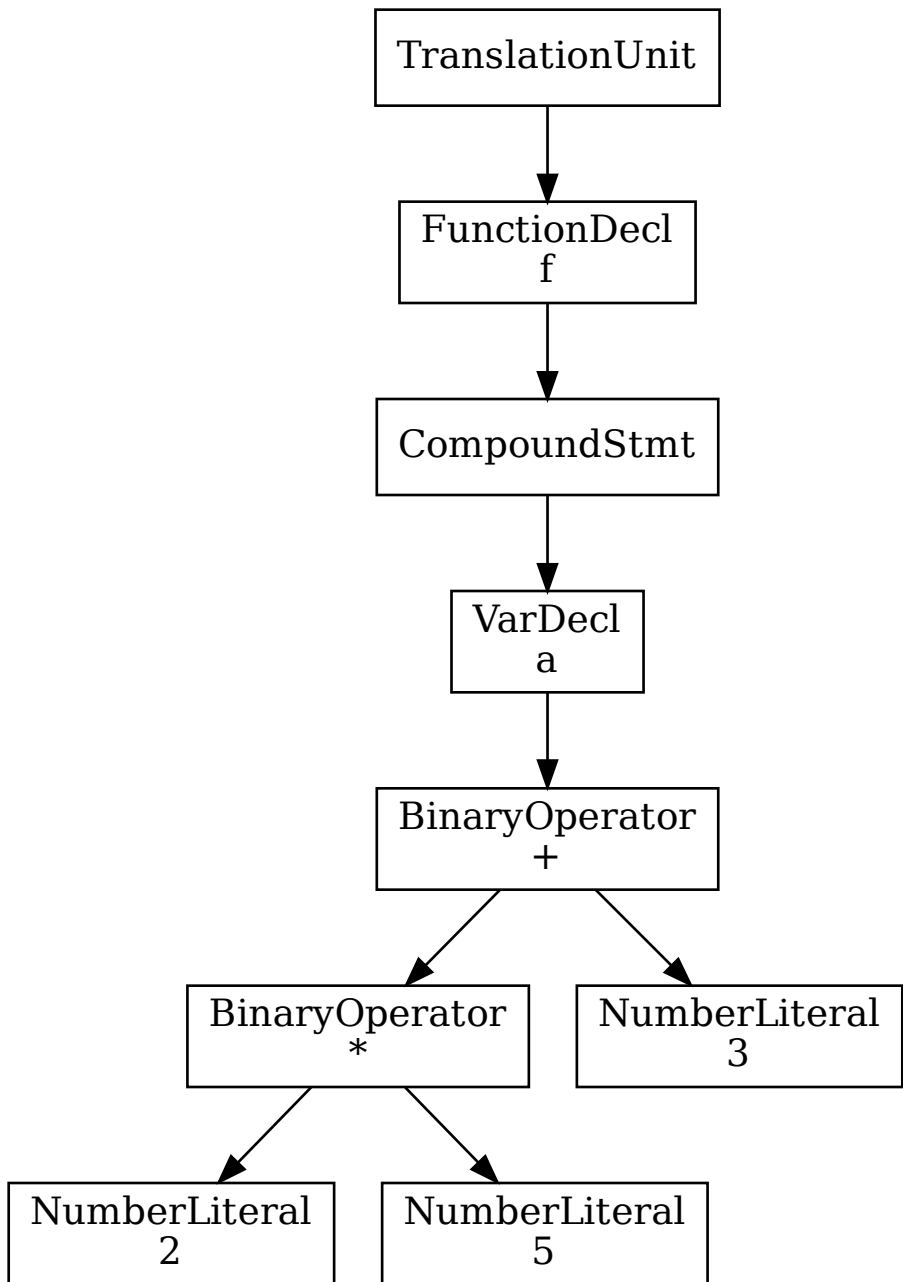 TranslationUnit
FunctionDecl
f
CompoundStmt
VarDecl
a
BinaryOperator
+
BinaryOperator
*
NumberLiteral
3
NumberLiteral
2
NumberLiteral
5